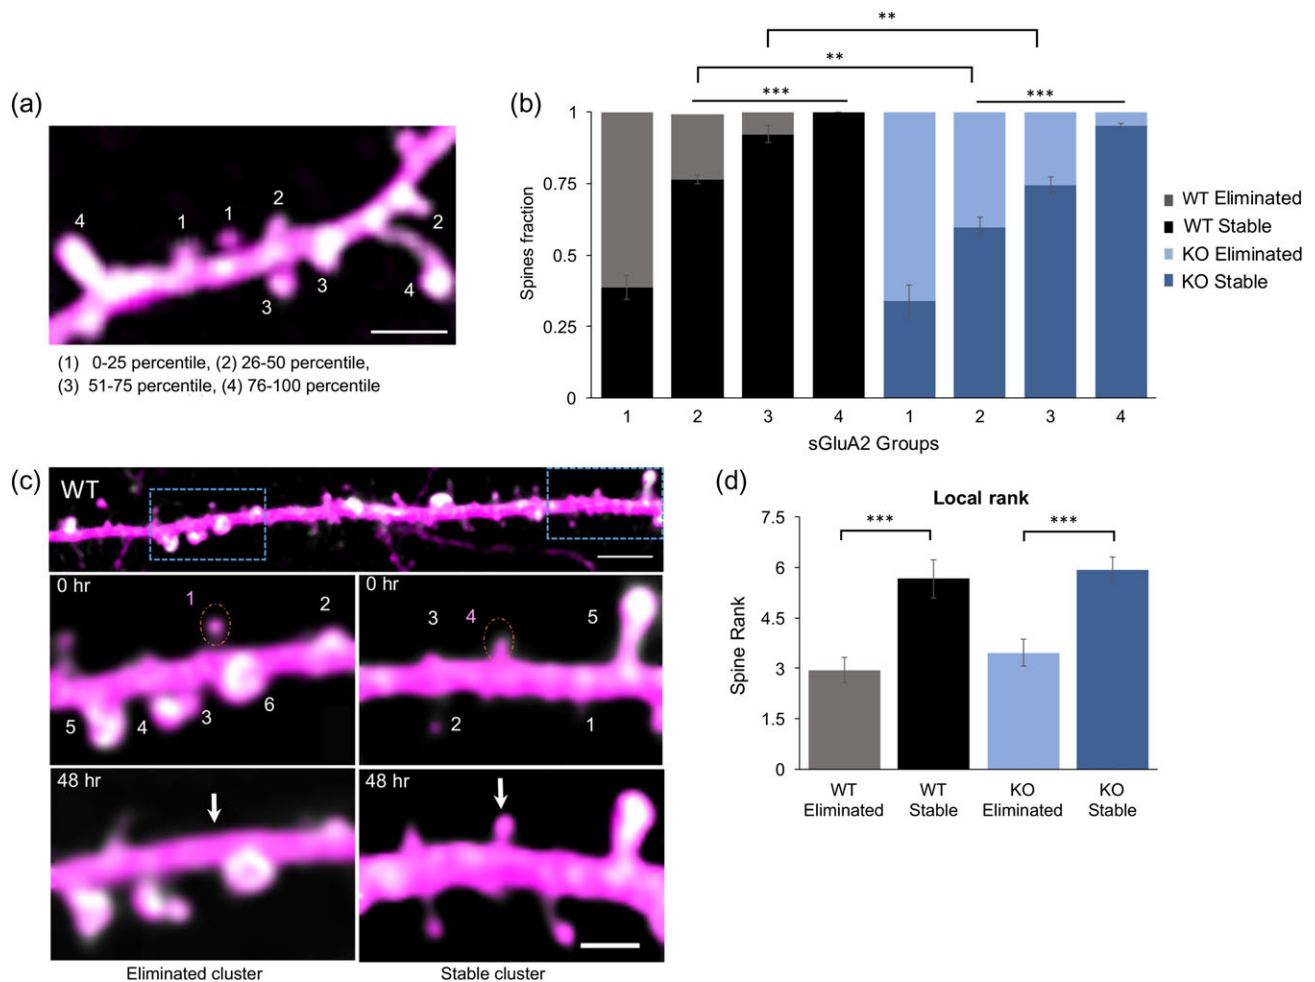 (a)
4
1
1
2
2
3
3
4
(1) 0-25 percentile, (2) 26-50 percentile,
(3) 51-75 percentile, (4) 76-100 percentile
(b)
**
**
***
***
Spines fraction
1
0.75
0.5
0.25
0
1 2 3 4 1 2 3 4
sGluA2 Groups
WT Eliminated
WT Stable
KO Eliminated
KO Stable
(c)
WT
0 hr
1
2
5
4
3
6
0 hr
3
4
5
2
1
48 hr
48 hr
Eliminated cluster
Stable cluster
(d)
Local rank
***
***
Spine Rank
7.5
6
4.5
3
1.5
0
WT Eliminated
WT Stable
KO Eliminated
KO Stable